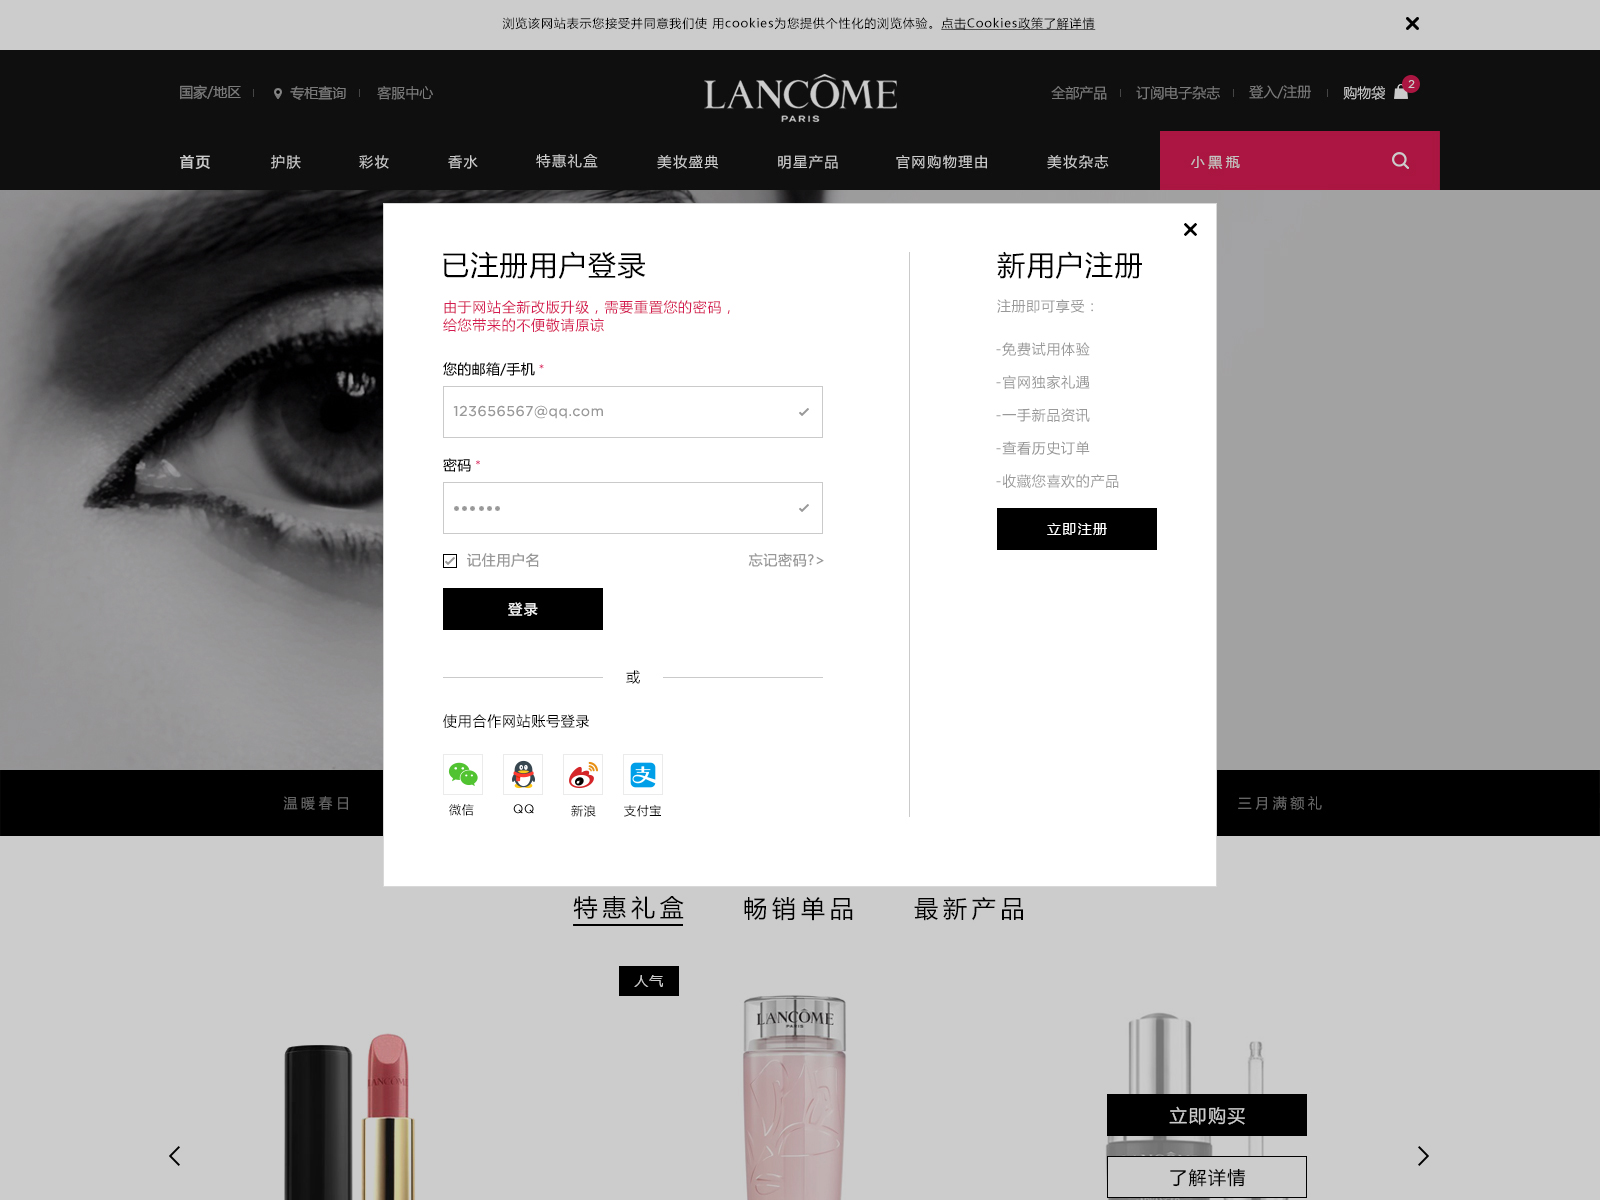 浏览该网站表示您接受并同意我们使 用cookies为您提供个性化的浏览体验。点击Cookies政策了解详情
国家/地区 专柜查询 客服中心
LANCÔME
PARIS
全部产品 订阅电子杂志 登入/注册 购物袋 2
首页 护肤 彩妆 香水 特惠礼盒 美妆盛典 明星产品 官网购物理由 美妆杂志 小黑瓶
已注册用户登录
由于网站全新改版升级，需要重置您的密码，
给您带来的不便敬请原谅
您的邮箱/手机 *
123656567@qq.com
密码 *
记住用户名 忘记密码?>
登录
或
使用合作网站账号登录
微信 QQ 新浪 支付宝
新用户注册
注册即可享受：
-免费试用体验
-官网独家礼遇
-一手新品资讯
-查看历史订单
-收藏您喜欢的产品
立即注册
温暖春日 三月满额礼
特惠礼盒 畅销单品 最新产品
人气
LANCÔME
PARIS
LANCOME
立即购买
了解详情